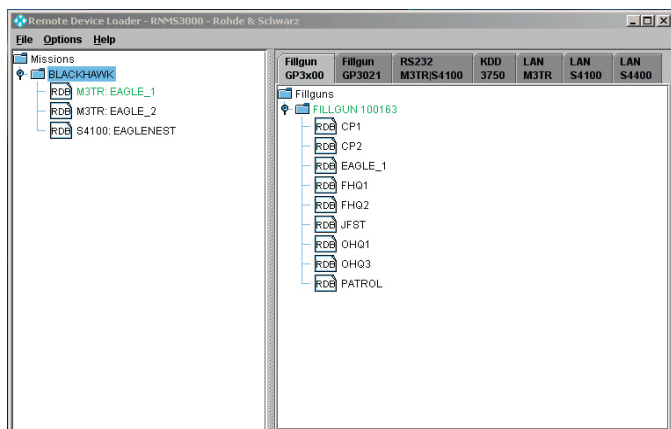 Remote Device Loader - RNMS3000 - Rohde & Schwarz
File Options Help
Missions
BLACKHAWK
RDB M3TR: EAGLE_1
RDB M3TR: EAGLE_2
RDB S4100: EAGLENEST
Fillgun GP3x00
Fillgun GP3021
RS232 M3TR|S4100
KDD 3750
LAN M3TR
LAN S4100
LAN S4400
Fillguns
FILLGUN 100163
RDB CP1
RDB CP2
RDB EAGLE_1
RDB FHQ1
RDB FHQ2
RDB JFST
RDB OHQ1
RDB OHQ3
RDB PATROL